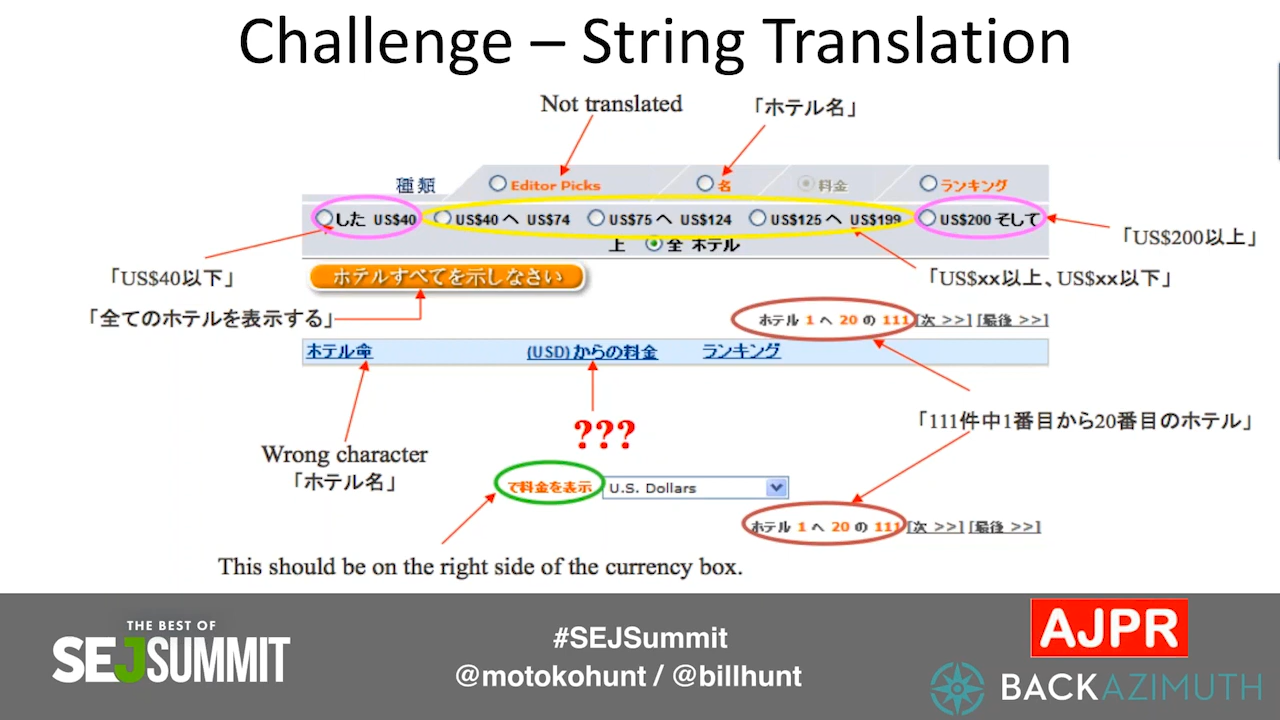 Challenge – String Translation
Not translated
「ホテル名」
種類 Editor Picks 名 料金 ランキング
した US$40 US$40 へ US$74 US$75 へ US$124 US$125 へ US$199 US$200 そして
上 全 ホテル
「US$200以上」
「US$40以下」
ホテルすべてを示しなさい
「US$xx以上、US$xx以下」
「全てのホテルを表示する」
ホテル 1 へ 20 の 111 [次 >>] [最後 >>]
ホテル命 (USD)からの料金 ランキング
???
「111件中1番目から20番目のホテル」
Wrong character
「ホテル名」
で料金を表示 U.S. Dollars
ホテル 1 へ 20 の 111 [次 >>] [最後 >>]
This should be on the right side of the currency box.
THE BEST OF
SEJSUMMIT
#SEJSummit
@motokohunt / @billhunt
AJPR
BACKAZIMUTH